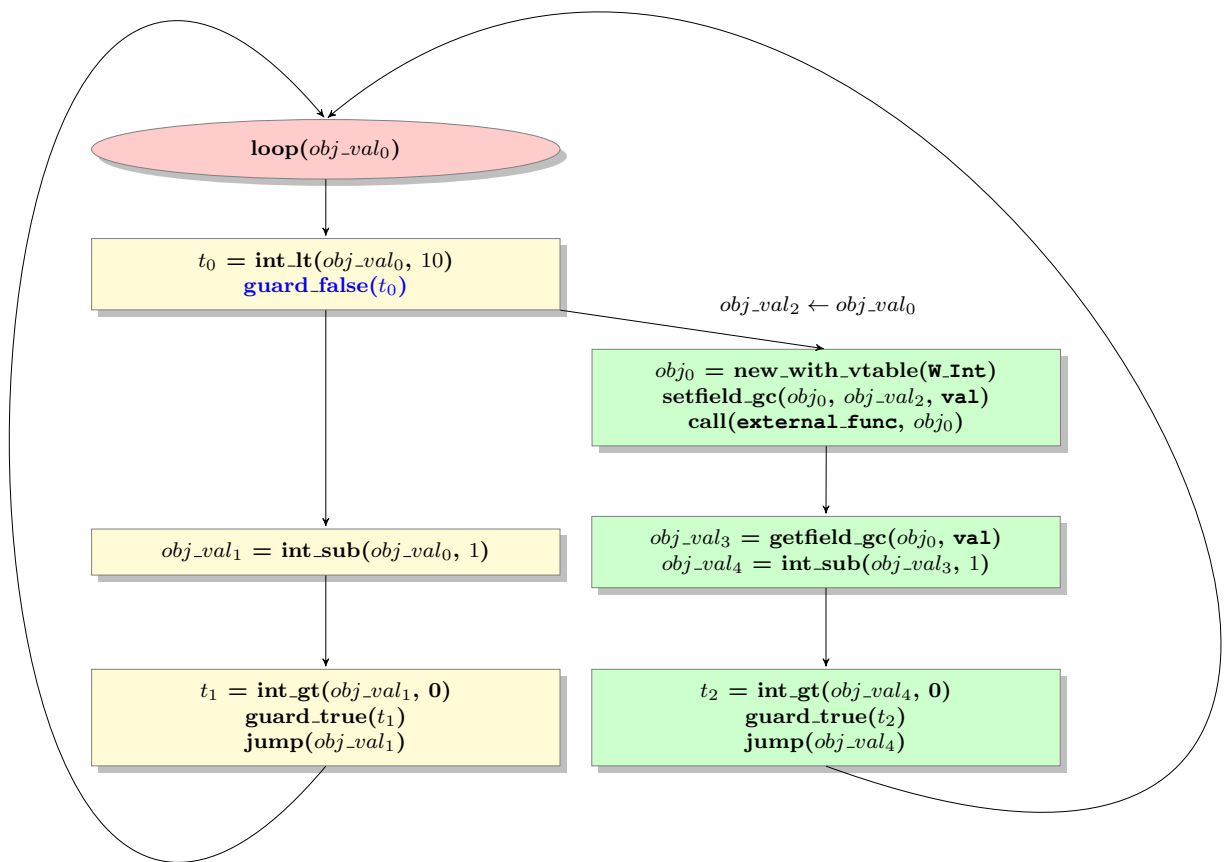 loop(obj_val₀)
t₀ = int_lt(obj_val₀, 10)
guard_false(t₀)
obj_val₂ ← obj_val₀
obj₀ = new_with_vtable(W_Int)
setfield_gc(obj₀, obj_val₂, val)
call(external_func, obj₀)
obj_val₁ = int_sub(obj_val₀, 1)
obj_val₃ = getfield_gc(obj₀, val)
obj_val₄ = int_sub(obj_val₃, 1)
t₁ = int_gt(obj_val₁, 0)
guard_true(t₁)
jump(obj_val₁)
t₂ = int_gt(obj_val₄, 0)
guard_true(t₂)
jump(obj_val₄)